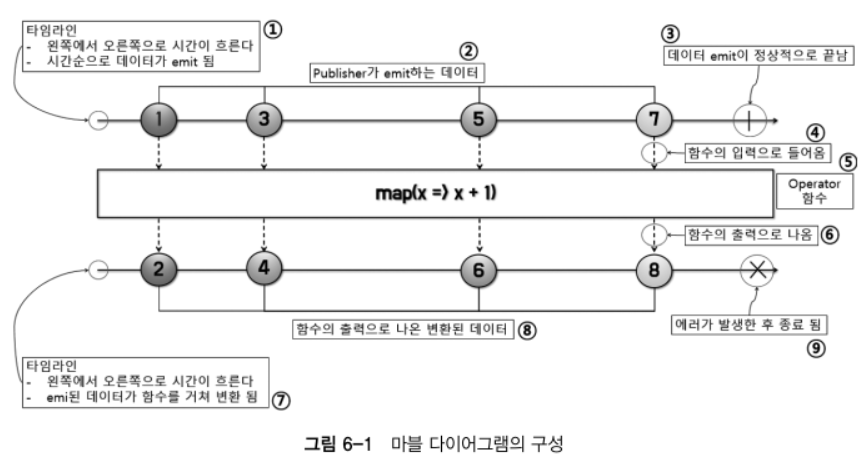 타임라인 ①
- 왼쪽에서 오른쪽으로 시간이 흐른다
- 시간순으로 데이터가 emit 됨
②
Publisher가 emit하는 데이터
③
데이터 emit이 정상적으로 끝남
1 3 5 7
④
함수의 입력으로 들어옴
⑤
Operator
함수
map(x => x + 1)
함수의 출력으로 나옴 ⑥
2 4 6 8
함수의 출력으로 나온 변환된 데이터 ⑧
에러가 발생한 후 종료 됨
⑨
타임라인
- 왼쪽에서 오른쪽으로 시간이 흐른다
- emi된 데이터가 함수를 거쳐 변환 됨 ⑦
그림 6-1 마블 다이어그램의 구성